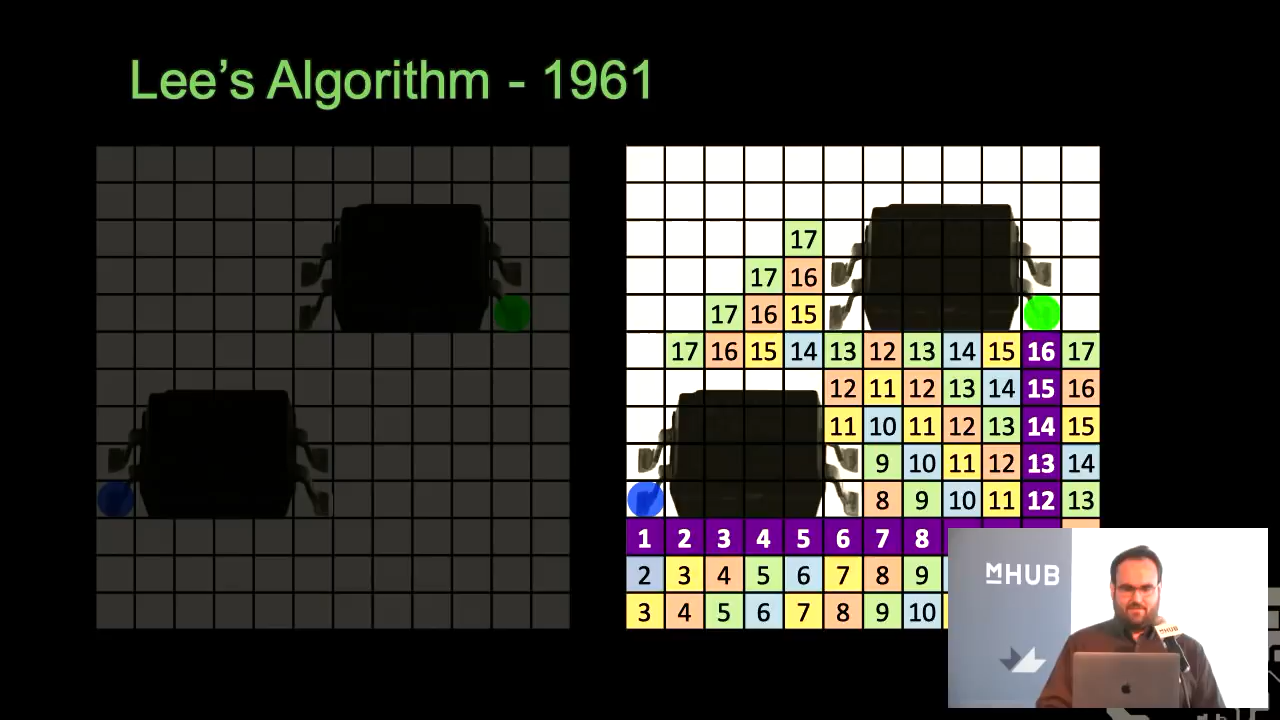 Lee's Algorithm - 1961
17
17 16
17 16 15
17 16 15 14 13 12 13 14 15 16 17
12 11 12 13 14 15 16
11 10 11 12 13 14 15
9 10 11 12 13 14
8 9 10 11 12 13
1 2 3 4 5 6 7 8
2 3 4 5 6 7 8 9
3 4 5 6 7 8 9 10
mHUB
mHUB